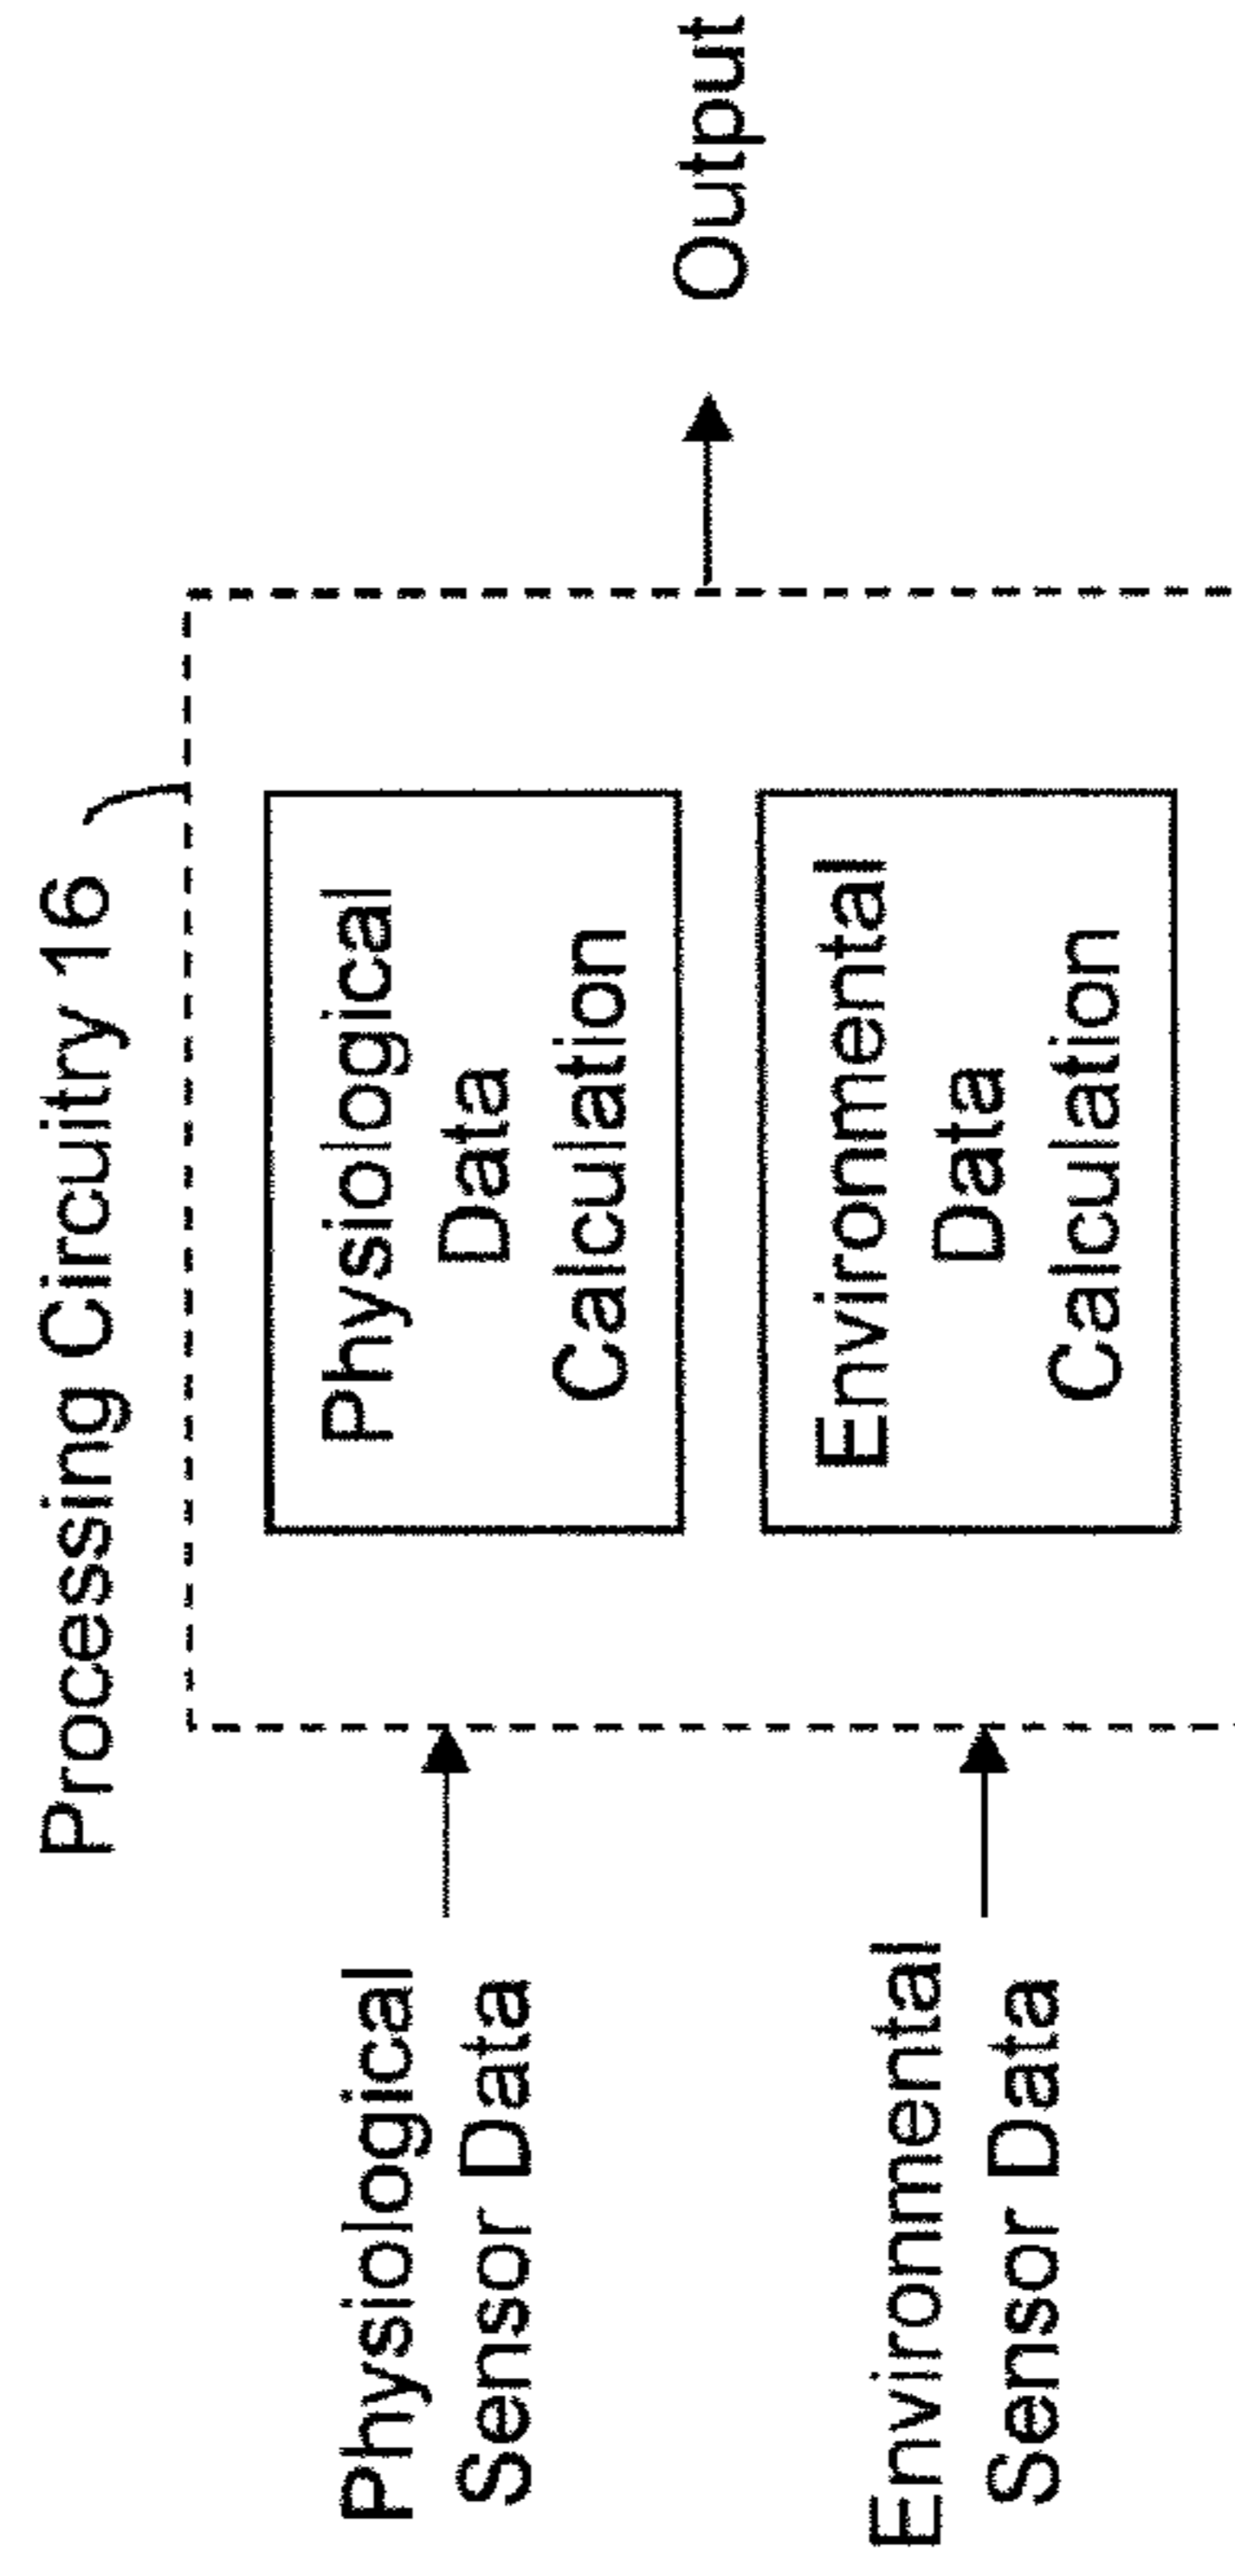 Processing Circuitry 16
Physiological
Sensor Data
Environmental
Sensor Data
Physiological
Data
Calculation
Environmental
Data
Calculation
Output